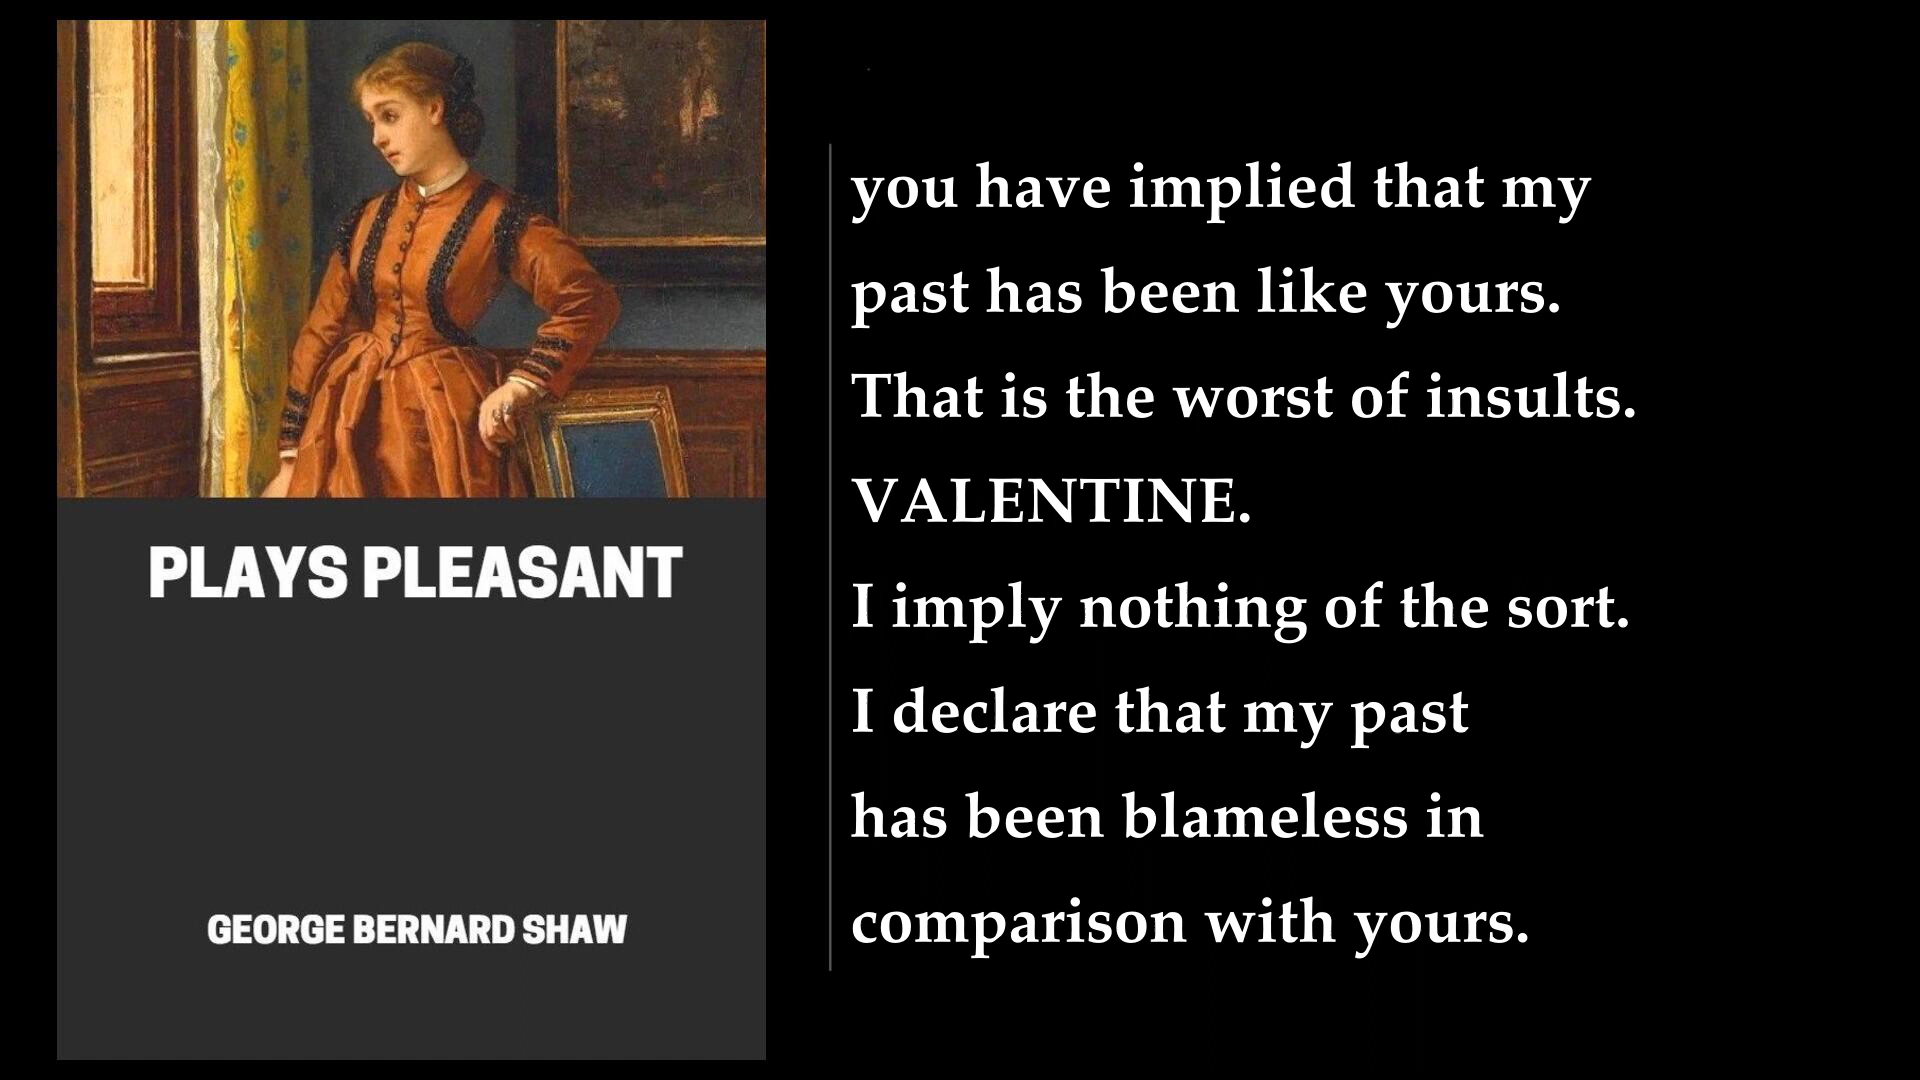 PLAYS PLEASANT
GEORGE BERNARD SHAW
you have implied that my
past has been like yours.
That is the worst of insults.
VALENTINE.
I imply nothing of the sort.
I declare that my past
has been blameless in
comparison with yours.